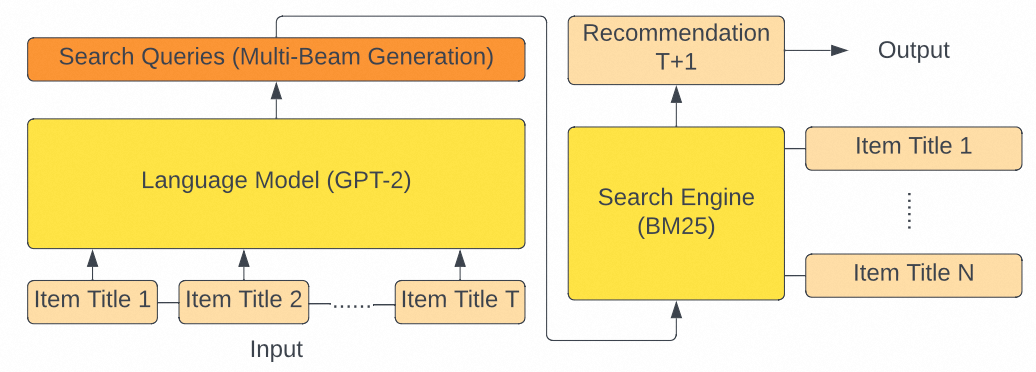 Search Queries (Multi-Beam Generation)
Language Model (GPT-2)
Item Title 1
Item Title 2
......
Item Title T
Input
Recommendation
T+1
Output
Search Engine
(BM25)
Item Title 1
Item Title N